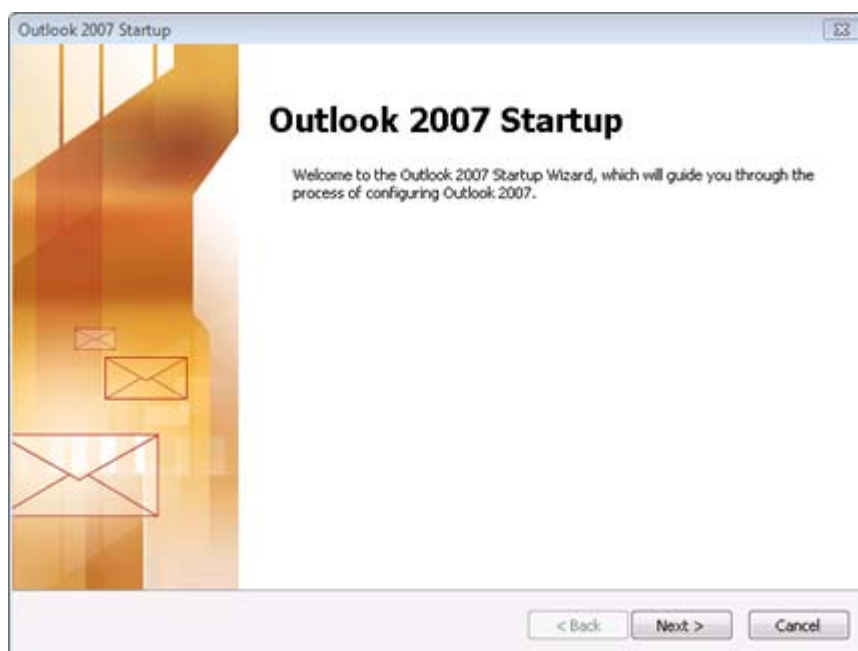 Outlook 2007 Startup
Outlook 2007 Startup
Welcome to the Outlook 2007 Startup Wizard, which will guide you through the
process of configuring Outlook 2007.
< Back
Next >
Cancel